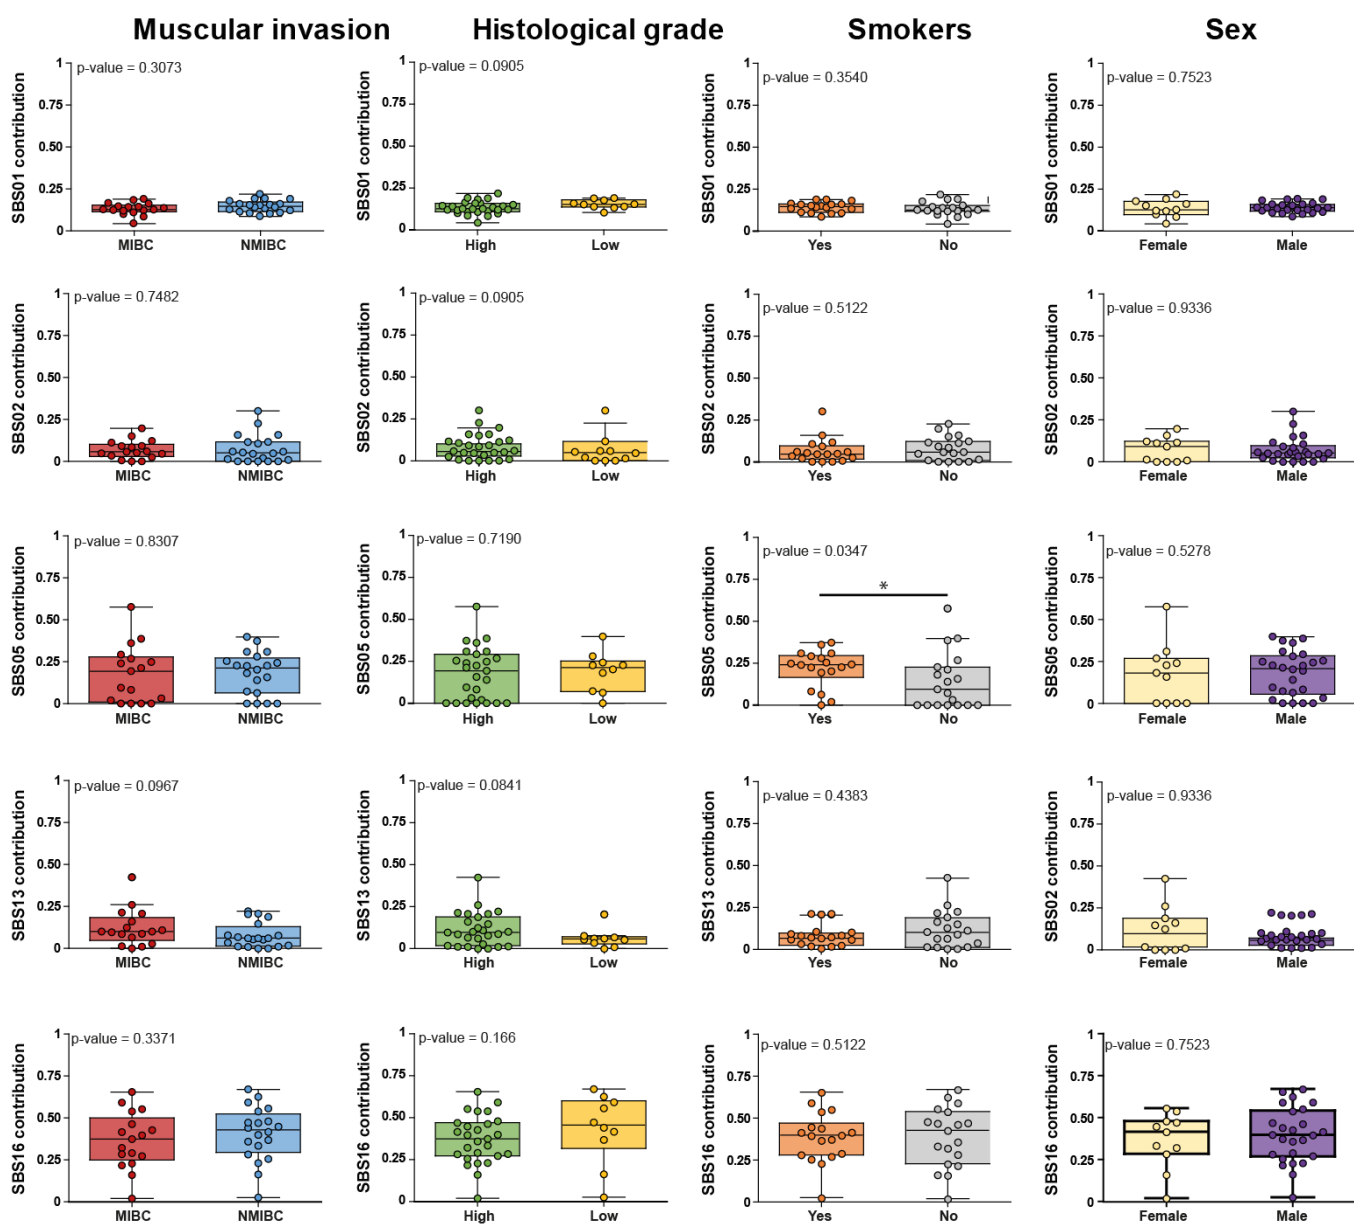 Muscular invasion Histological grade Smokers Sex
SBS01 contribution
1
0.75
0.50
0.25
0
p-value = 0.3073
MIBC NMIBC
SBS01 contribution
1
0.75
0.50
0.25
0
p-value = 0.0905
High Low
SBS01 contribution
1
0.75
0.50
0.25
0
p-value = 0.3540
Yes No
SBS01 contribution
1
0.75
0.50
0.25
0
p-value = 0.7523
Female Male
SBS02 contribution
1
0.75
0.50
0.25
0
p-value = 0.7482
MIBC NMIBC
SBS02 contribution
1
0.75
0.50
0.25
0
p-value = 0.0905
High Low
SBS02 contribution
1
0.75
0.50
0.25
0
p-value = 0.5122
Yes No
SBS02 contribution
1
0.75
0.50
0.25
0
p-value = 0.9336
Female Male
SBS05 contribution
1
0.75
0.50
0.25
0
p-value = 0.8307
MIBC NMIBC
SBS05 contribution
1
0.75
0.50
0.25
0
p-value = 0.7190
High Low
SBS05 contribution
1
0.75
0.50
0.25
0
p-value = 0.0347
*
Yes No
SBS05 contribution
1
0.75
0.50
0.25
0
p-value = 0.5278
Female Male
SBS13 contribution
1
0.75
0.50
0.25
0
p-value = 0.0967
MIBC NMIBC
SBS13 contribution
1
0.75
0.50
0.25
0
p-value = 0.0841
High Low
SBS13 contribution
1
0.75
0.50
0.25
0
p-value = 0.4383
Yes No
SBS02 contribution
1
0.75
0.50
0.25
0
p-value = 0.9336
Female Male
SBS16 contribution
1
0.75
0.50
0.25
0
p-value = 0.3371
MIBC NMIBC
SBS16 contribution
1
0.75
0.50
0.25
0
p-value = 0.166
High Low
SBS16 contribution
1
0.75
0.50
0.25
0
p-value = 0.5122
Yes No
SBS16 contribution
1
0.75
0.50
0.25
0
p-value = 0.7523
Female Male